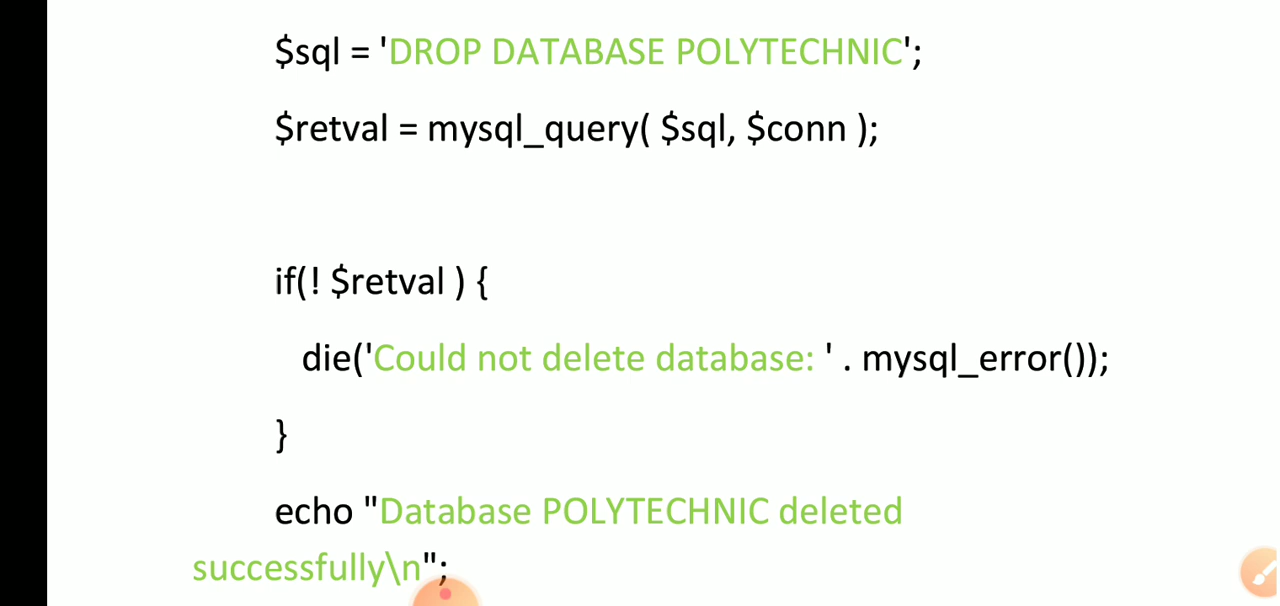 $sql = 'DROP DATABASE POLYTECHNIC';
$retval = mysql_query( $sql, $conn );
if(! $retval ) {
die('Could not delete database: ' . mysql_error());
}
echo "Database POLYTECHNIC deleted
successfully\n";